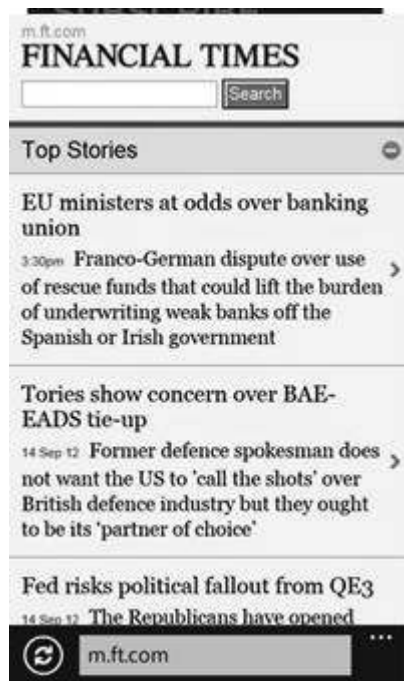 SUBSCRIBE
m.ft.com
FINANCIAL TIMES
Search
Top Stories
EU ministers at odds over banking
union
3:30pm Franco-German dispute over use
of rescue funds that could lift the burden
of underwriting weak banks off the
Spanish or Irish government
Tories show concern over BAE-
EADS tie-up
14 Sep 12 Former defence spokesman does
not want the US to 'call the shots' over
British defence industry but they ought
to be its 'partner of choice'
Fed risks political fallout from QE3
14 Sep 12 The Republicans have opened
m.ft.com